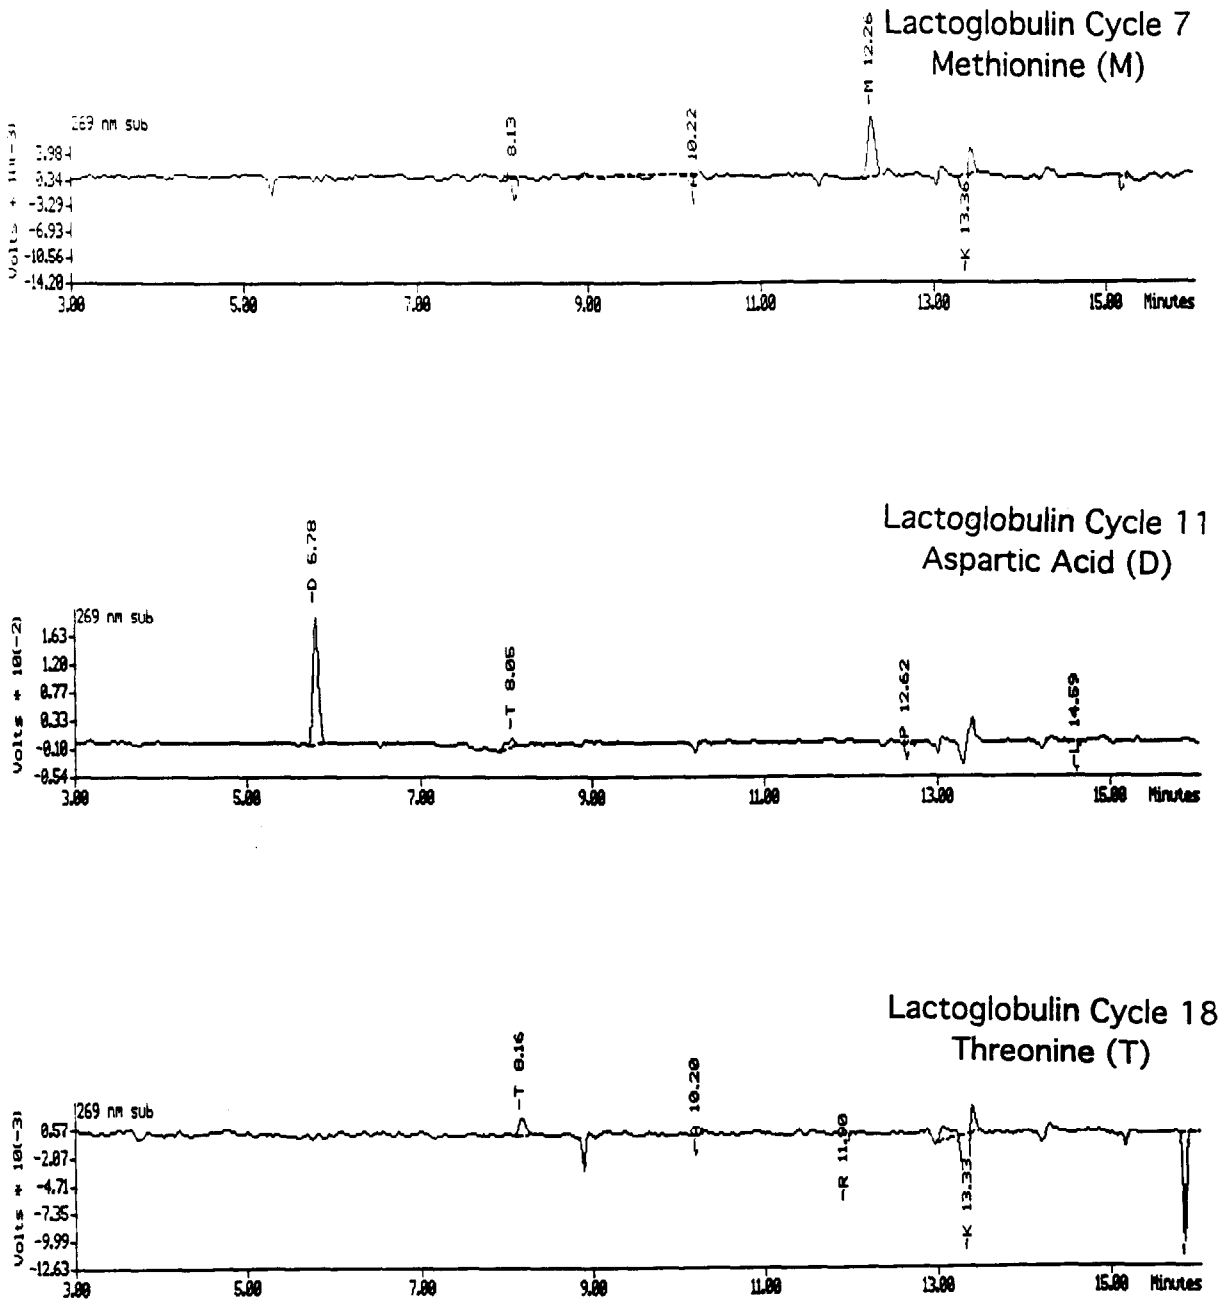 Lactoglobulin Cycle 7
Methionine (M)
269 nm sub
8.13
10.22
-M 12.26
-K 13.36
3.98
0.34
-3.29
-6.93
-10.56
-14.20
3.00 5.00 7.00 9.00 11.00 13.00 15.00 Minutes
Lactoglobulin Cycle 11
Aspartic Acid (D)
Volts * 10(-2)
269 nm sub
-D 5.78
-T 8.05
P 12.62
-L 14.59
1.63
1.20
0.77
0.33
-0.10
-0.54
3.00 5.00 7.00 9.00 11.00 13.00 15.00 Minutes
Lactoglobulin Cycle 18
Threonine (T)
Volts * 10(-3)
269 nm sub
-T 8.16
10.20
-R 11.90
-K 13.33
0.57
-2.07
-4.71
-7.35
-9.99
-12.63
3.00 5.00 7.00 9.00 11.00 13.00 15.00 Minutes